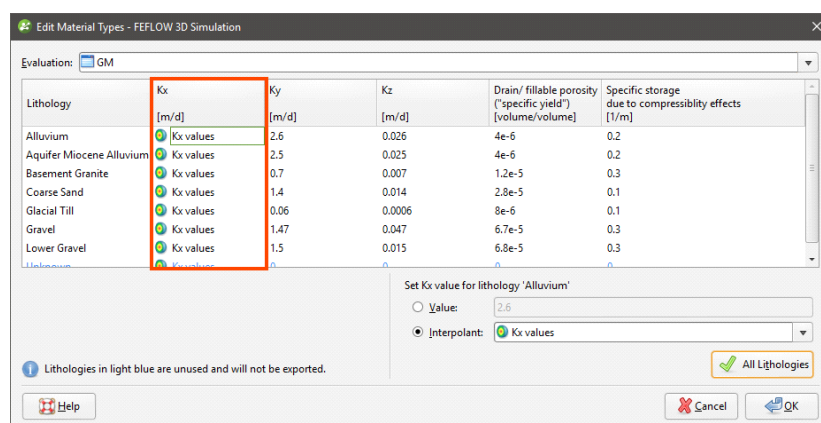 Edit Material Types - FEFLOW 3D Simulation
Evaluation: GM
Lithology Kx [m/d] Ky [m/d] Kz [m/d] Drain/ fillable porosity ("specific yield") [volume/volume] Specific storage due to compressiblity effects [1/m]
Alluvium Kx values 2.6 0.026 4e-6 0.2
Aquifer Miocene Alluvium Kx values 2.5 0.025 4e-6 0.2
Basement Granite Kx values 0.7 0.007 1.2e-5 0.3
Coarse Sand Kx values 1.4 0.014 2.8e-5 0.1
Glacial Till Kx values 0.06 0.0006 8e-6 0.1
Gravel Kx values 1.47 0.047 6.7e-5 0.3
Lower Gravel Kx values 1.5 0.015 6.8e-5 0.3
Unknown Kx values 0 0 0 0
Set Kx value for lithology 'Alluvium'
Value: 2.6
Interpolant: Kx values
Lithologies in light blue are unused and will not be exported.
All Lithologies
Help
Cancel
OK